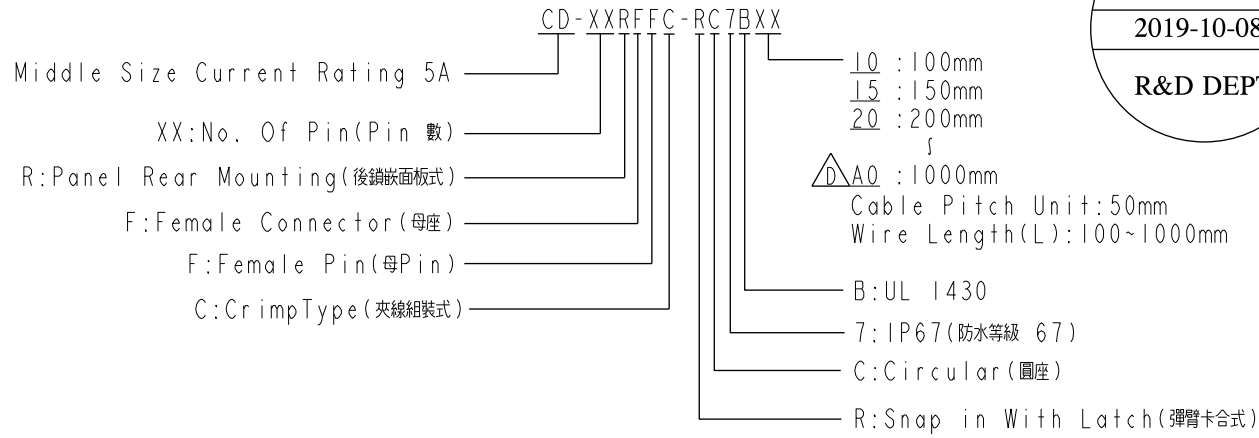 CD-XXRFFC-RC7BXX
2019-10-08
R&D DEPT
Middle Size Current Rating 5A
XX:No. Of Pin(Pin 數)
R:Panel Rear Mounting(後鎖嵌面板式)
F:Female Connector(母座)
F:Female Pin(母Pin)
C:CrimpType(夾線組裝式)
10 :100mm
15 :150mm
20 :200mm
∫
D A0 :1000mm
Cable Pitch Unit:50mm
Wire Length(L):100~1000mm
B:UL 1430
7:IP67(防水等級 67)
C:Circular(圓座)
R:Snap in With Latch(彈臂卡合式)